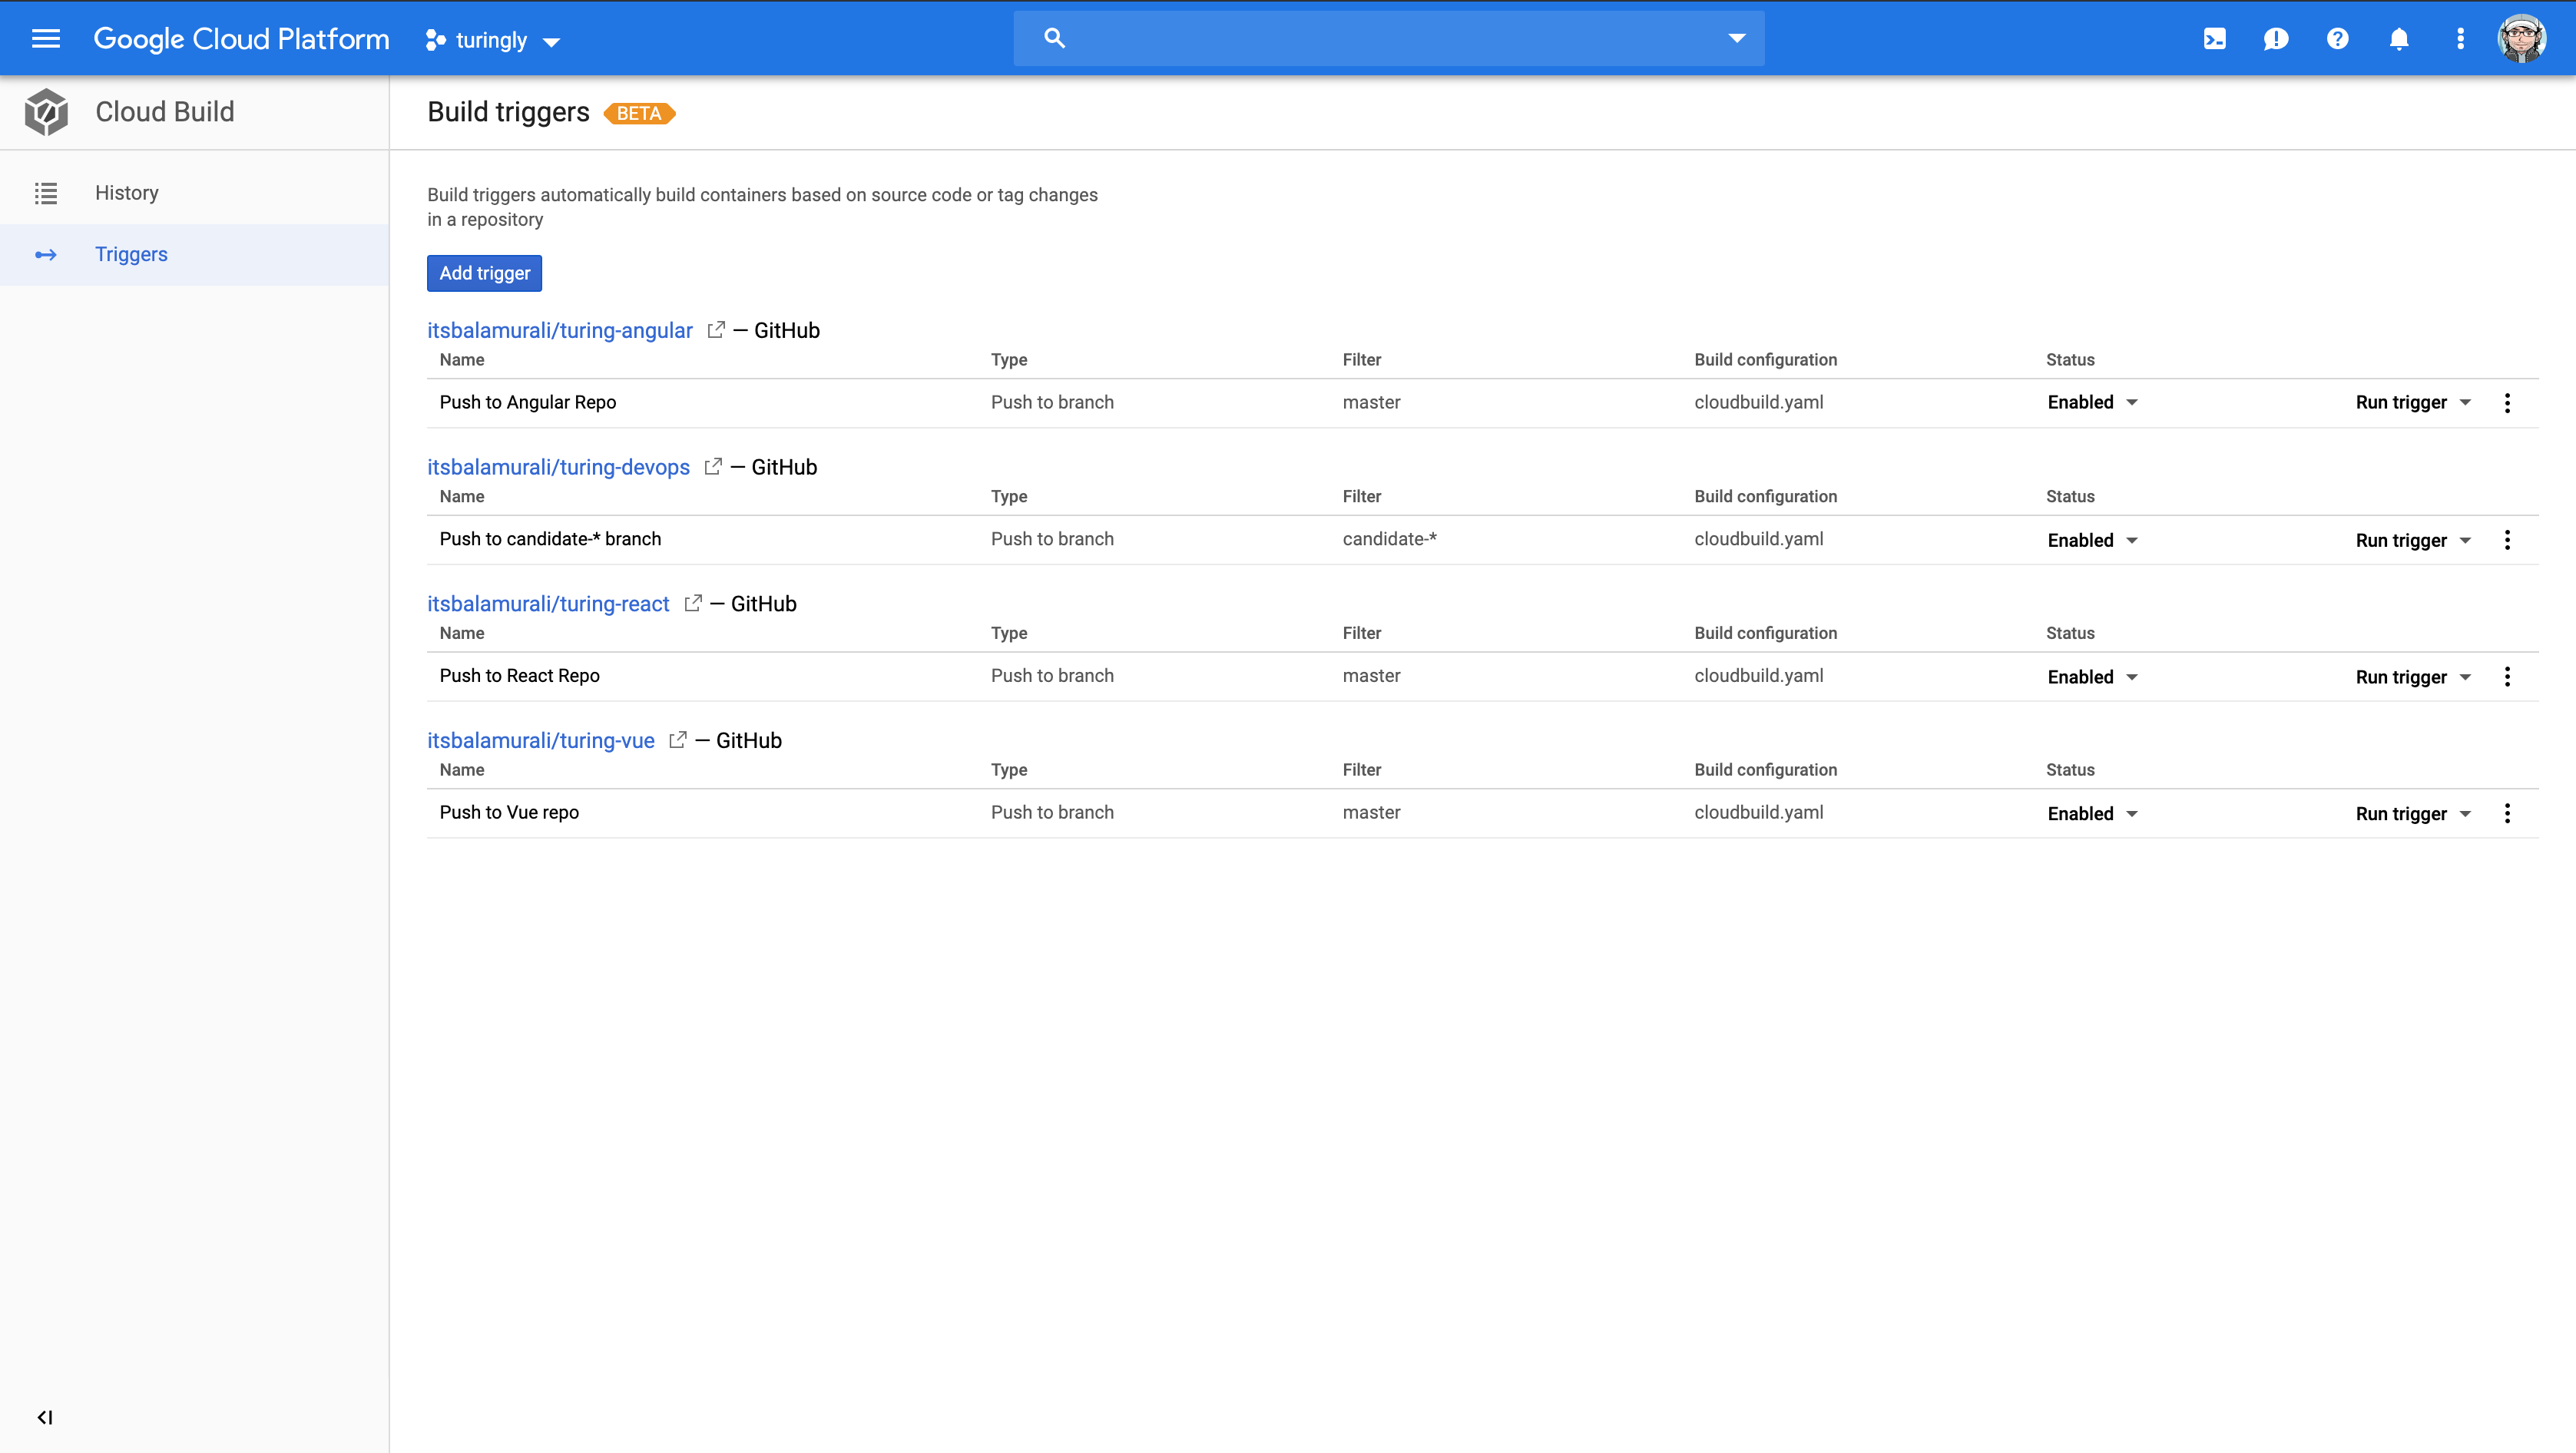 Google Cloud Platform turingly
Cloud Build
Build triggers BETA
History
Triggers
Build triggers automatically build containers based on source code or tag changes
in a repository
Add trigger
itsbalamurali/turing-angular — GitHub
Name Type Filter Build configuration Status
Push to Angular Repo Push to branch master cloudbuild.yaml Enabled Run trigger
itsbalamurali/turing-devops — GitHub
Name Type Filter Build configuration Status
Push to candidate-* branch Push to branch candidate-* cloudbuild.yaml Enabled Run trigger
itsbalamurali/turing-react — GitHub
Name Type Filter Build configuration Status
Push to React Repo Push to branch master cloudbuild.yaml Enabled Run trigger
itsbalamurali/turing-vue — GitHub
Name Type Filter Build configuration Status
Push to Vue repo Push to branch master cloudbuild.yaml Enabled Run trigger